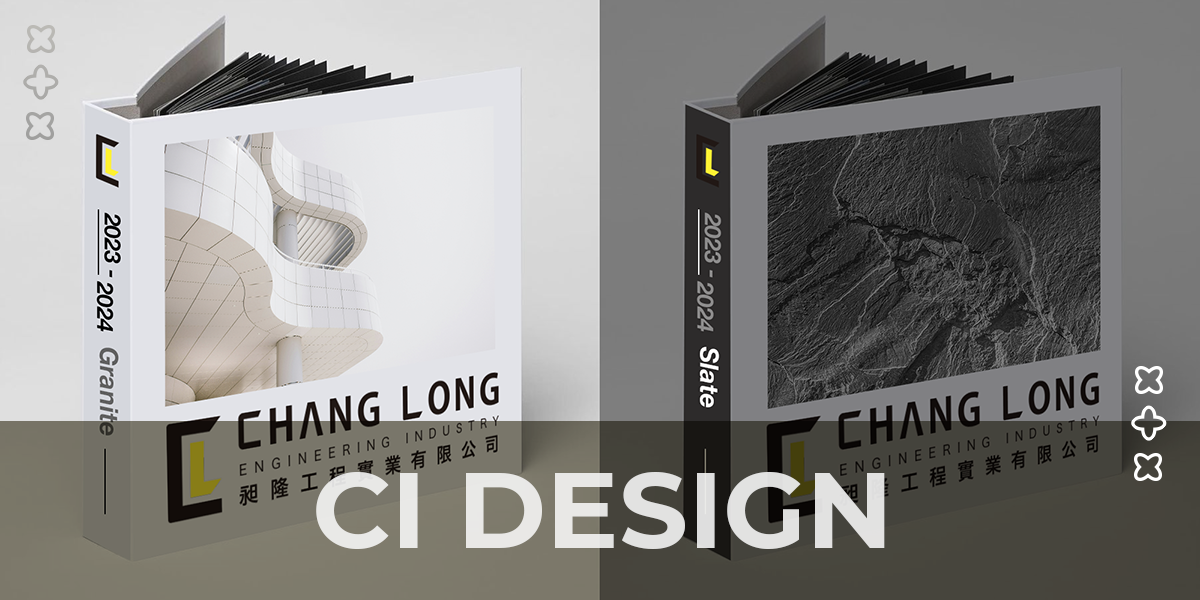 2023 - 2024 Granite
CHANG LONG
ENGINEERING INDUSTRY
昶隆工程實業有限公司
2023 - 2024 Slate
CHANG LONG
ENGINEERING INDUSTRY
昶隆工程實業有限公司
CI DESIGN